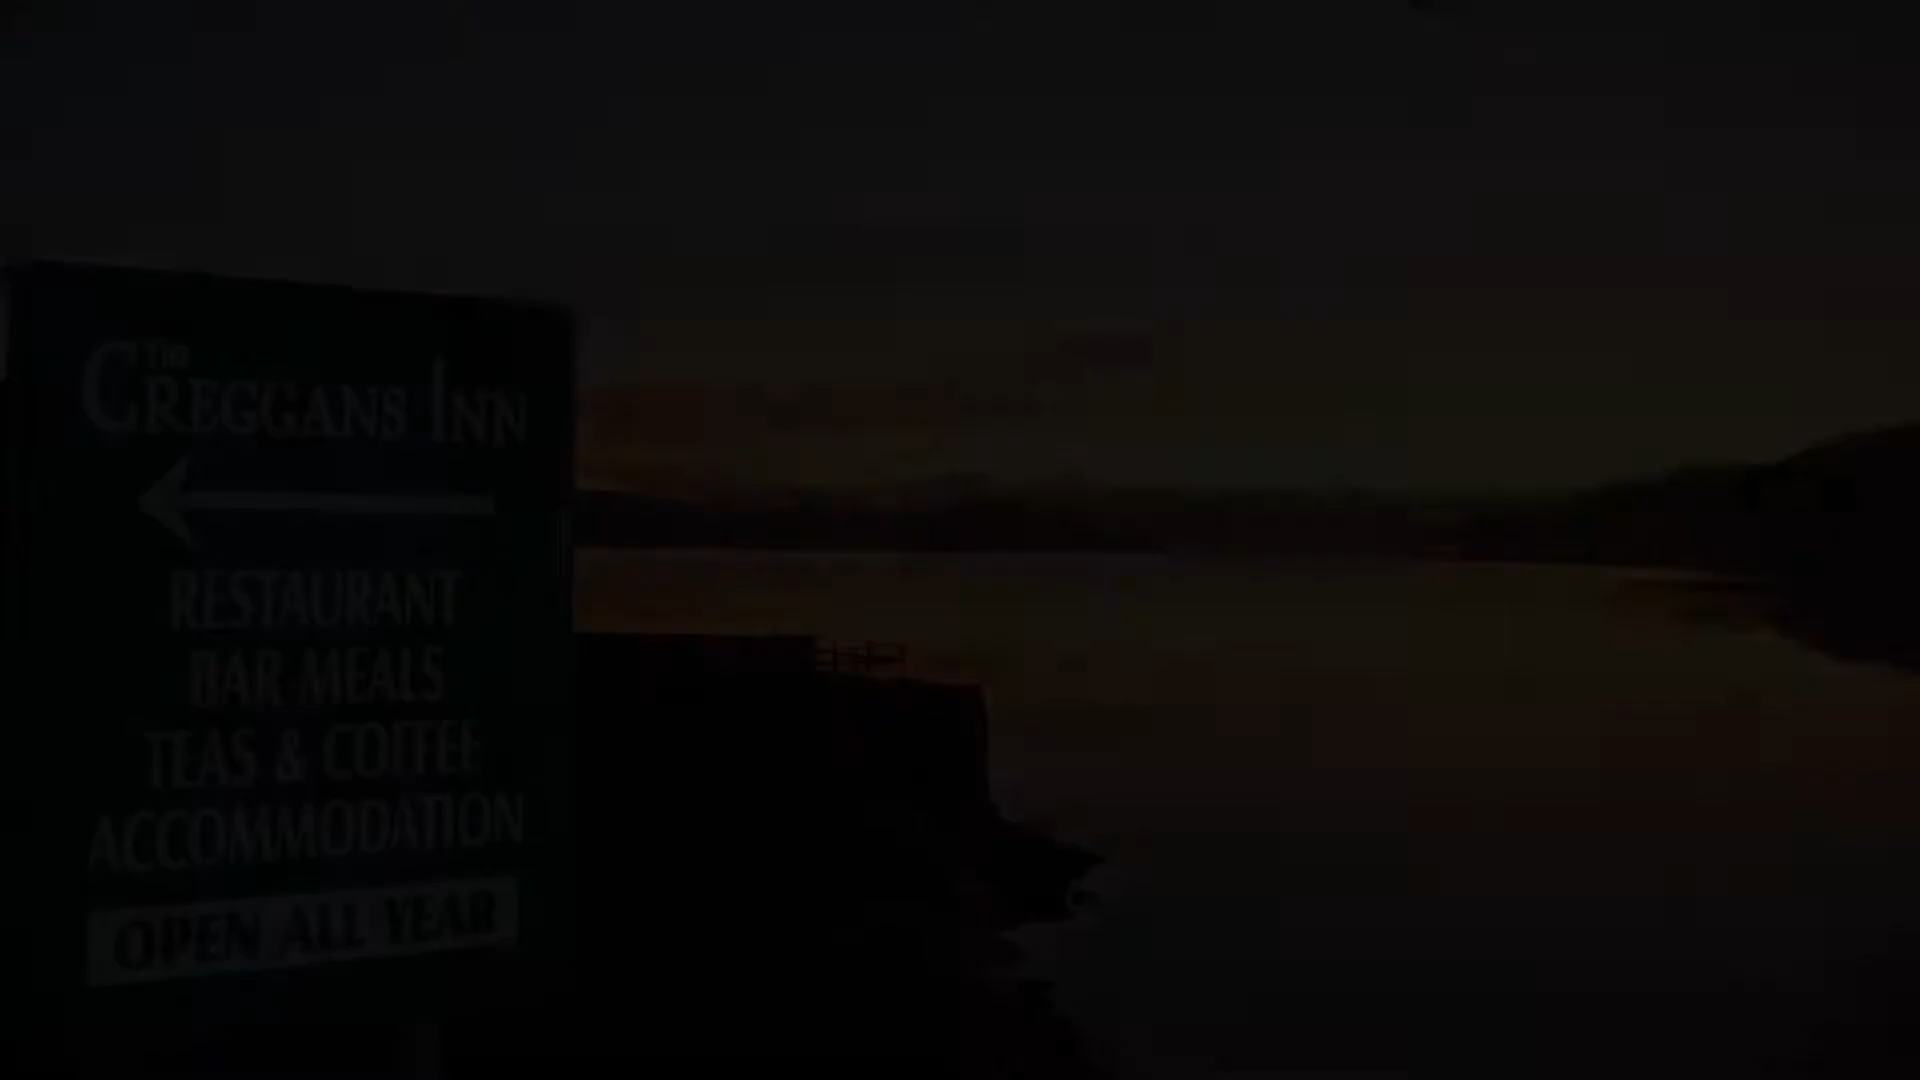 The
CREGGANS INN
RESTAURANT
BAR MEALS
TEAS & COFFEE
ACCOMMODATION
OPEN ALL YEAR